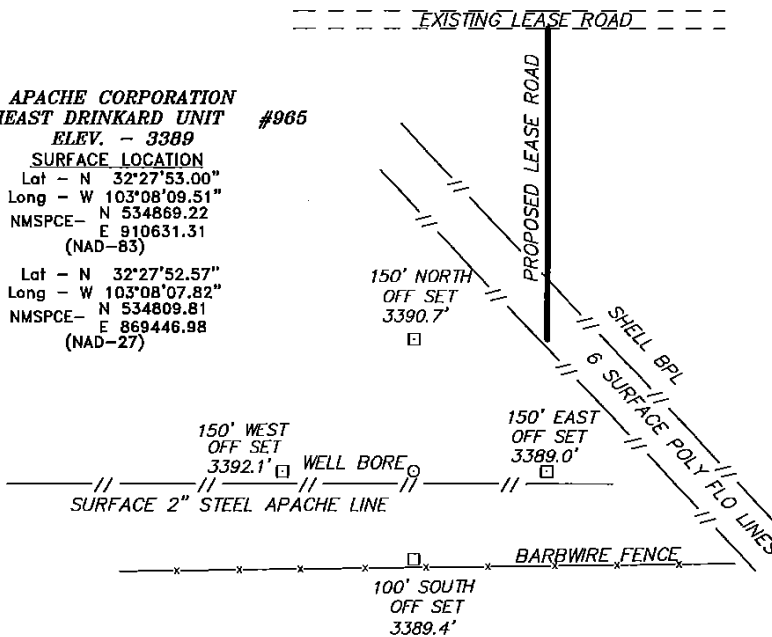 EXISTING LEASE ROAD
APACHE CORPORATION
HEAST DRINKARD UNIT #965
ELEV. - 3389
SURFACE LOCATION
Lat - N 32°27'53.00"
Long - W 103°08'09.51"
NMSPCE- N 534869.22
E 910631.31
(NAD-83)
Lat - N 32°27'52.57"
Long - W 103°08'07.82"
NMSPCE- N 534809.81
E 869446.98
(NAD-27)
PROPOSED LEASE ROAD
150' NORTH
OFF SET
3390.7'
SHELL BPL
6 SURFACE POLY FLO LINES
150' WEST
OFF SET
3392.1'
WELL BORE
150' EAST
OFF SET
3389.0'
SURFACE 2" STEEL APACHE LINE
BARBWIRE FENCE
100' SOUTH
OFF SET
3389.4'